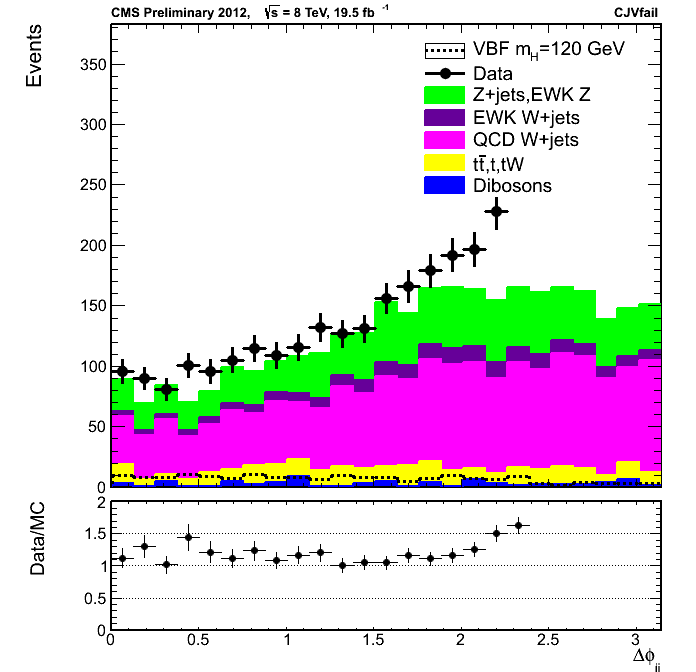 CMS Preliminary 2012, √s = 8 TeV, 19.5 fb⁻¹ CJVfail
Events
350
300
250
200
150
100
50
0
VBF m_H=120 GeV
Data
Z+jets,EWK Z
EWK W+jets
QCD W+jets
tt̄,t,tW
Dibosons
Data/MC
2
1.5
1
0.5
0
0 0.5 1 1.5 2 2.5 3
Δϕ_jj